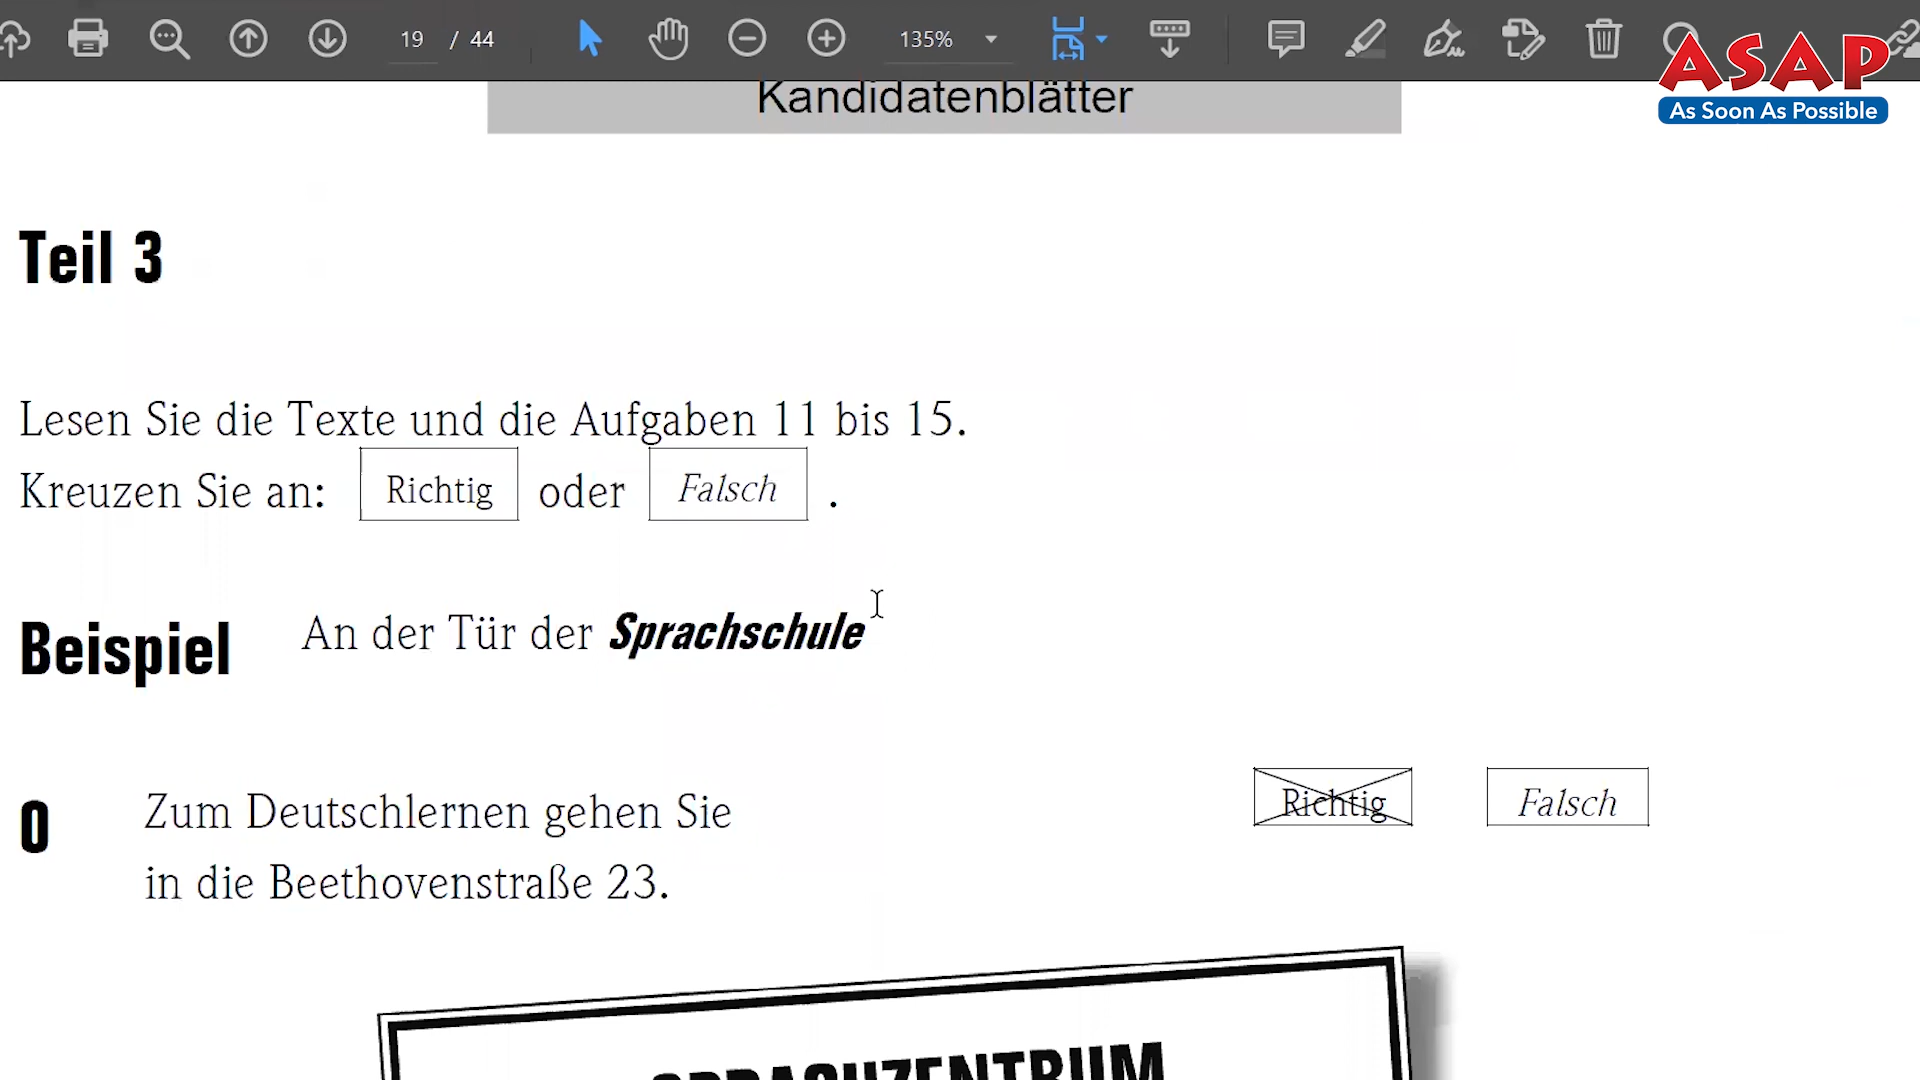 19 / 44
135%
ASAP
As Soon As Possible
Kandidatenblätter
Teil 3
Lesen Sie die Texte und die Aufgaben 11 bis 15.
Kreuzen Sie an: Richtig oder Falsch .
Beispiel An der Tür der Sprachschule
0 Zum Deutschlernen gehen Sie Richtig Falsch
in die Beethovenstraße 23.
SPRACHZENTRUM